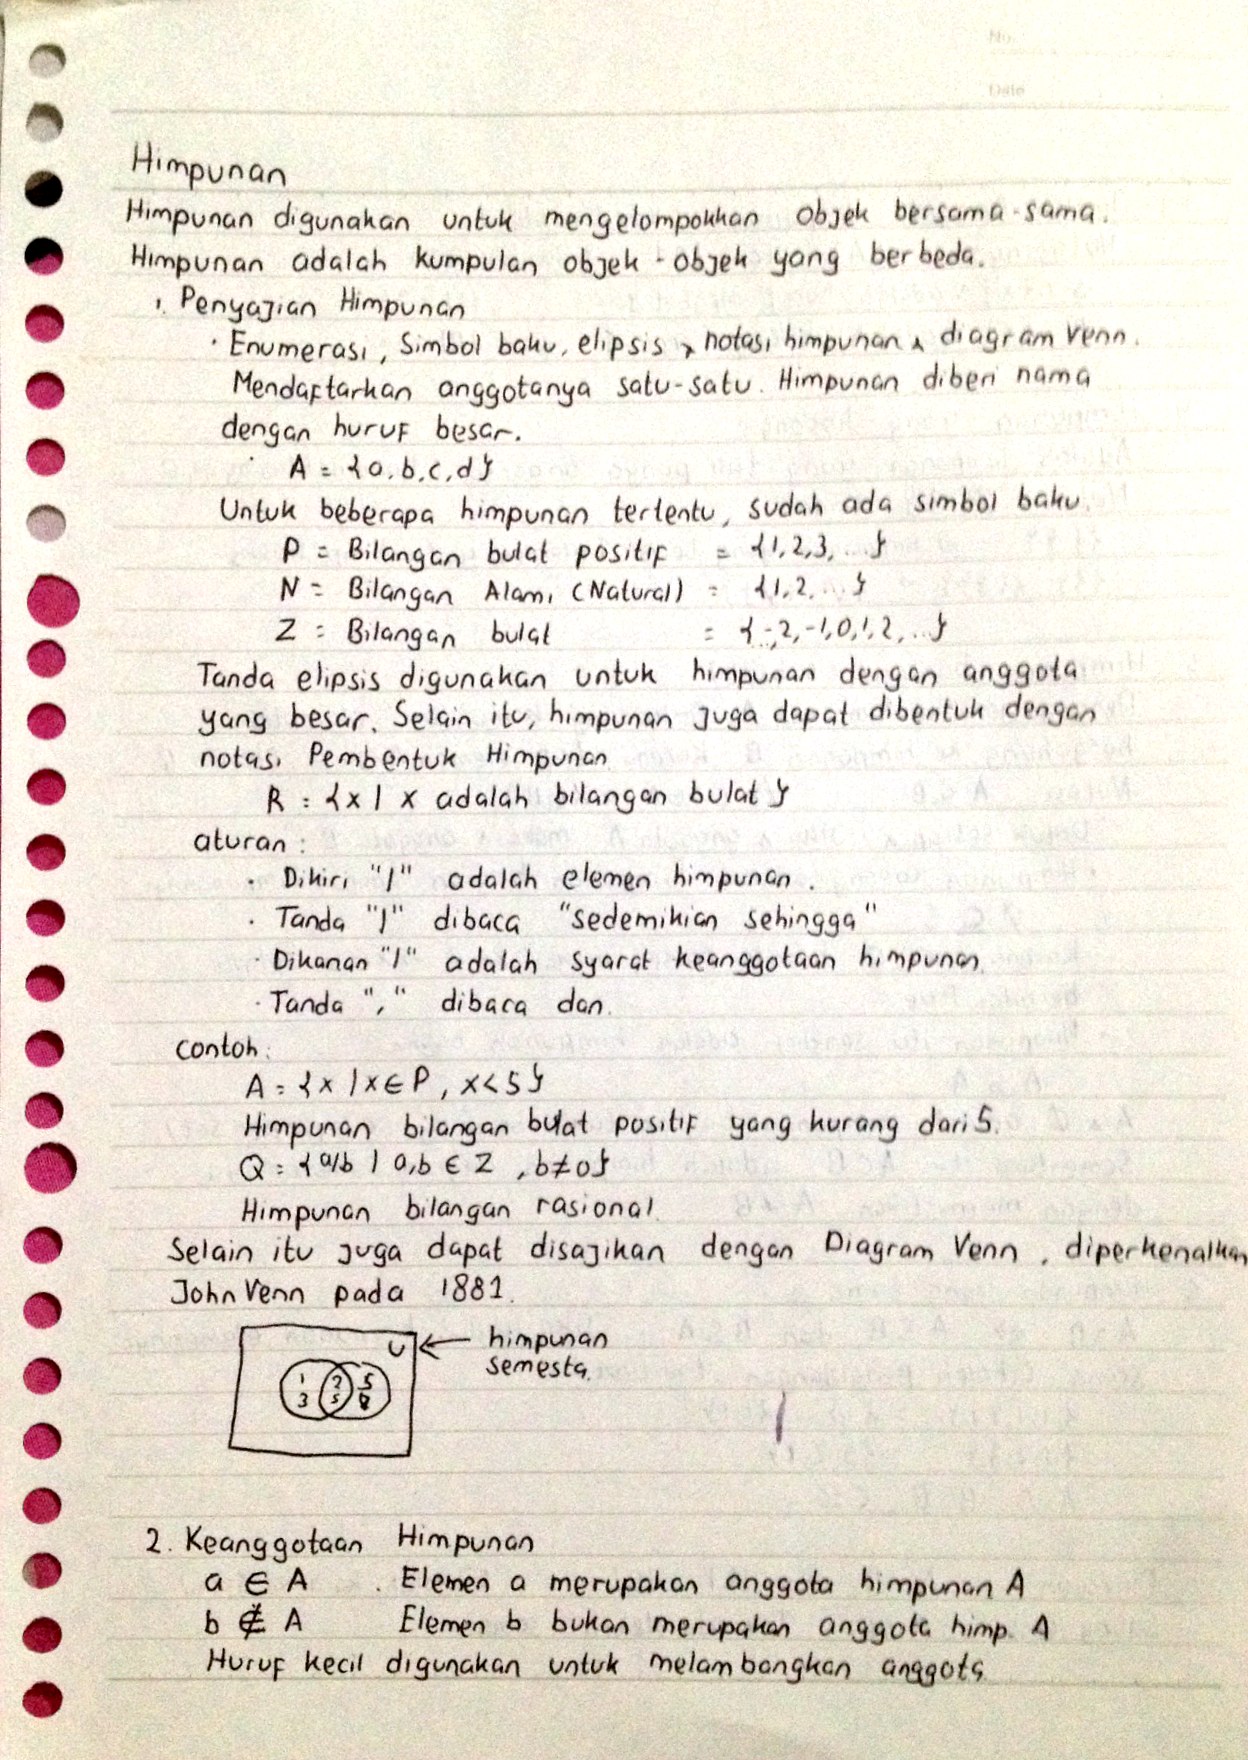 No.
Date
Himpunan
Himpunan digunakan untuk mengelompokkan objek bersama-sama.
Himpunan adalah kumpulan objek-objek yang berbeda.
1. Penyajian Himpunan
· Enumerasi, Simbol baku, elipsis, notasi himpunan, diagram venn.
Mendaftarkan anggotanya satu-satu. Himpunan diberi nama
dengan huruf besar.
· A = {a,b,c,d}
Untuk beberapa himpunan tertentu, sudah ada simbol baku.
P = Bilangan bulat positif = {1,2,3,...}
N = Bilangan Alami (Natural) = {1,2,...}
Z = Bilangan bulat = {...-2,-1,0,1,2,...}
Tanda elipsis digunakan untuk himpunan dengan anggota
yang besar. Selain itu, himpunan juga dapat dibentuk dengan
notasi Pembentuk Himpunan
R = {x | x adalah bilangan bulat}
aturan:
· Dikiri "|" adalah elemen himpunan.
· Tanda "|" dibaca "sedemikian sehingga"
· Dikanan "|" adalah syarat keanggotaan himpunan
· Tanda "," dibaca dan.
contoh:
A = {x | x ∈ P, x < 5}
Himpunan bilangan bulat positif yang kurang dari 5.
Q = {a/b | a,b ∈ Z, b≠0}
Himpunan bilangan rasional.
Selain itu juga dapat disajikan dengan Diagram Venn, diperkenalkan
John Venn pada 1881.
U ← himpunan
semesta.
1 2 5
3 5 8
2. Keanggotaan Himpunan
a ∈ A . Elemen a merupakan anggota himpunan A
b ∉ A Elemen b bukan merupakan anggota himp. A
Huruf kecil digunakan untuk melambangkan anggota